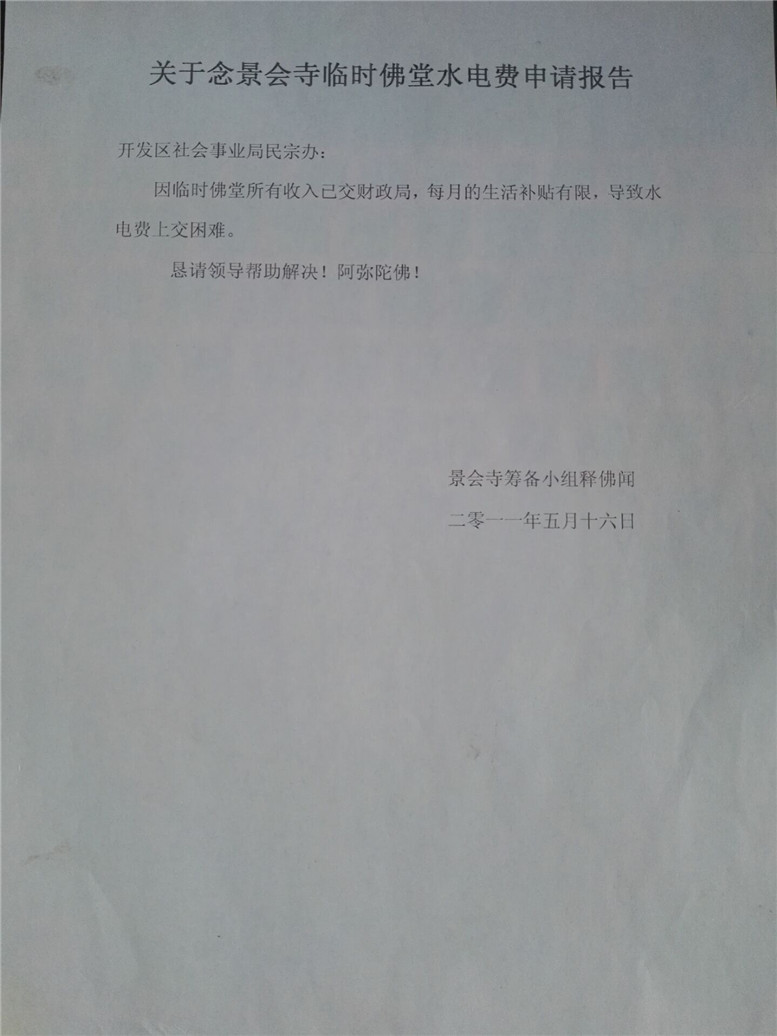 关于念景会寺临时佛堂水电费申请报告
开发区社会事业局民宗办：
因临时佛堂所有收入已交财政局，每月的生活补贴有限，导致水
电费上交困难。
恳请领导帮助解决！阿弥陀佛！
景会寺筹备小组释佛闻
二零一一年五月十六日